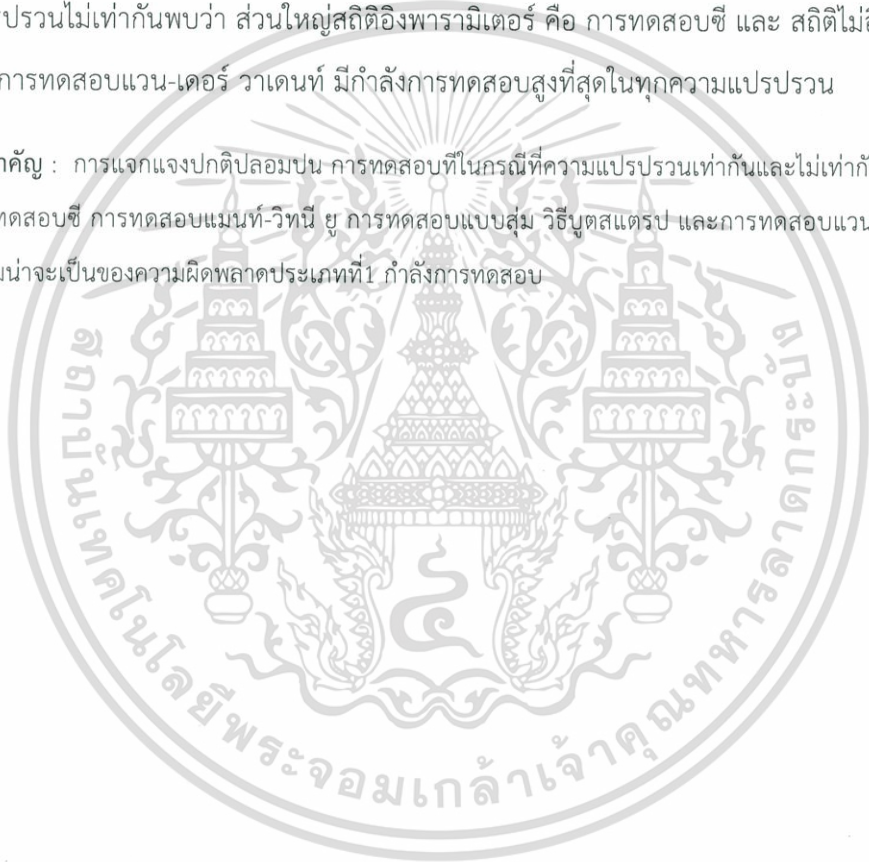 ปรวนไม่เท่ากันพบว่า ส่วนใหญ่สถิติอิงพารามิเตอร์ คือ การทดสอบซี และ สถิติไม่
การทดสอบแวน-เดอร์ วาเดนท์ มีกำลังการทดสอบสูงที่สุดในทุกความแปรปรวน
าคัญ : การแจกแจงปกติปลอมปน การทดสอบทีในกรณีที่ความแปรปรวนเท่ากันและไม่เท่ากั
ทดสอบซี การทดสอบแมนท์-วิทนี ยู การทดสอบแบบสุ่ม วิธีบูตสแตรป และการทดสอบแวน
น่าจะเป็นของความผิดพลาดประเภทที่1 กำลังการทดสอบ
สถาบันเทคโนโลยีพระจอมเกล้าเจ้าคุณทหารลาดกระบัง
๔